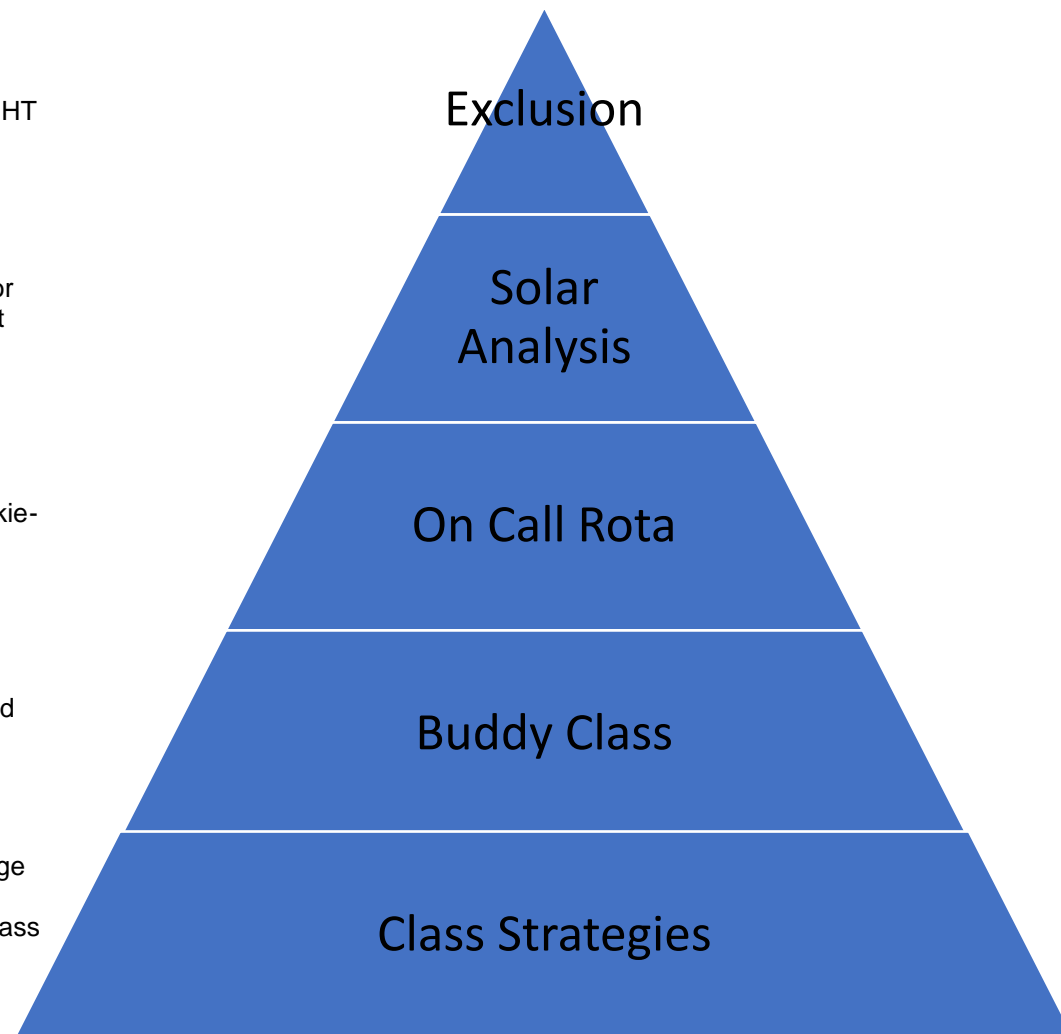 HT
Exclusion
or
t
Solar
Analysis
kie-
On Call Rota
d
Buddy Class
ge
ass
Class Strategies